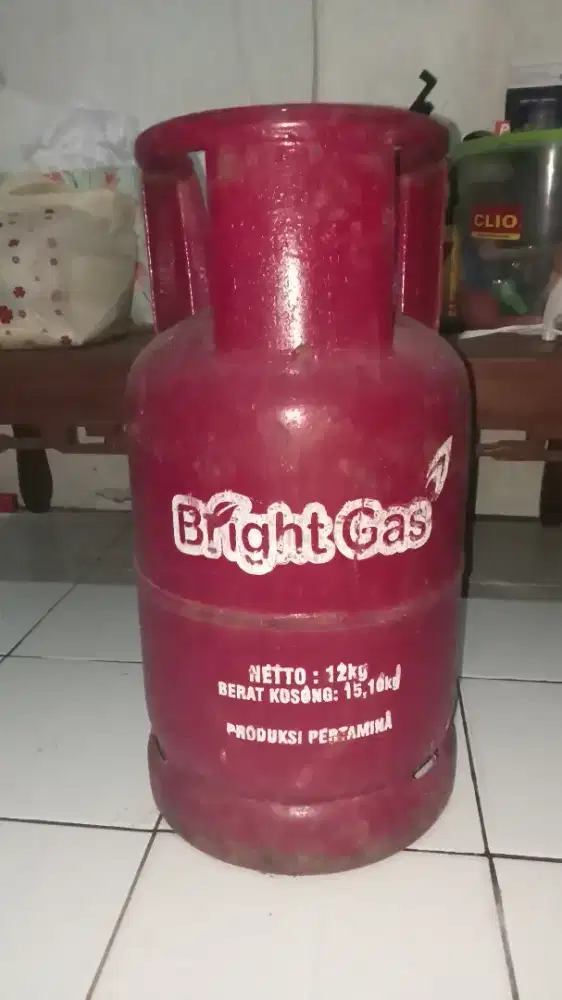 CLIO
Bright Gas
NETTO : 12kg
BERAT KOSONG: 15,10kg
PRODUKSI PERTAMINA